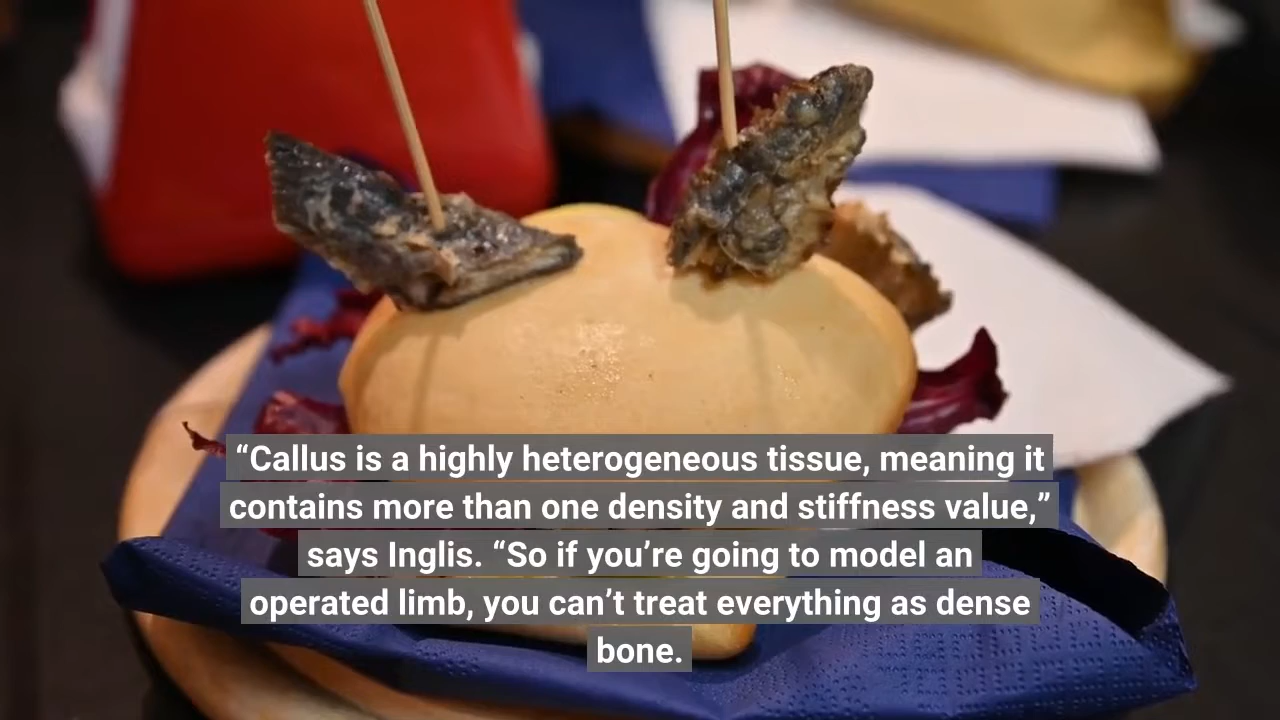 “Callus is a highly heterogeneous tissue, meaning it
contains more than one density and stiffness value,”
says Inglis. “So if you’re going to model an
operated limb, you can’t treat everything as dense
bone.